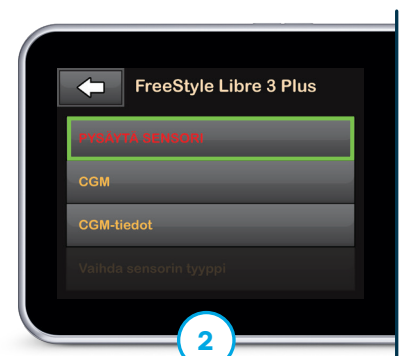 FreeStyle Libre 3 Plus
PYSÄYTÄ SENSORI
CGM
CGM-tiedot
Vaihda sensorin tyyppi
2